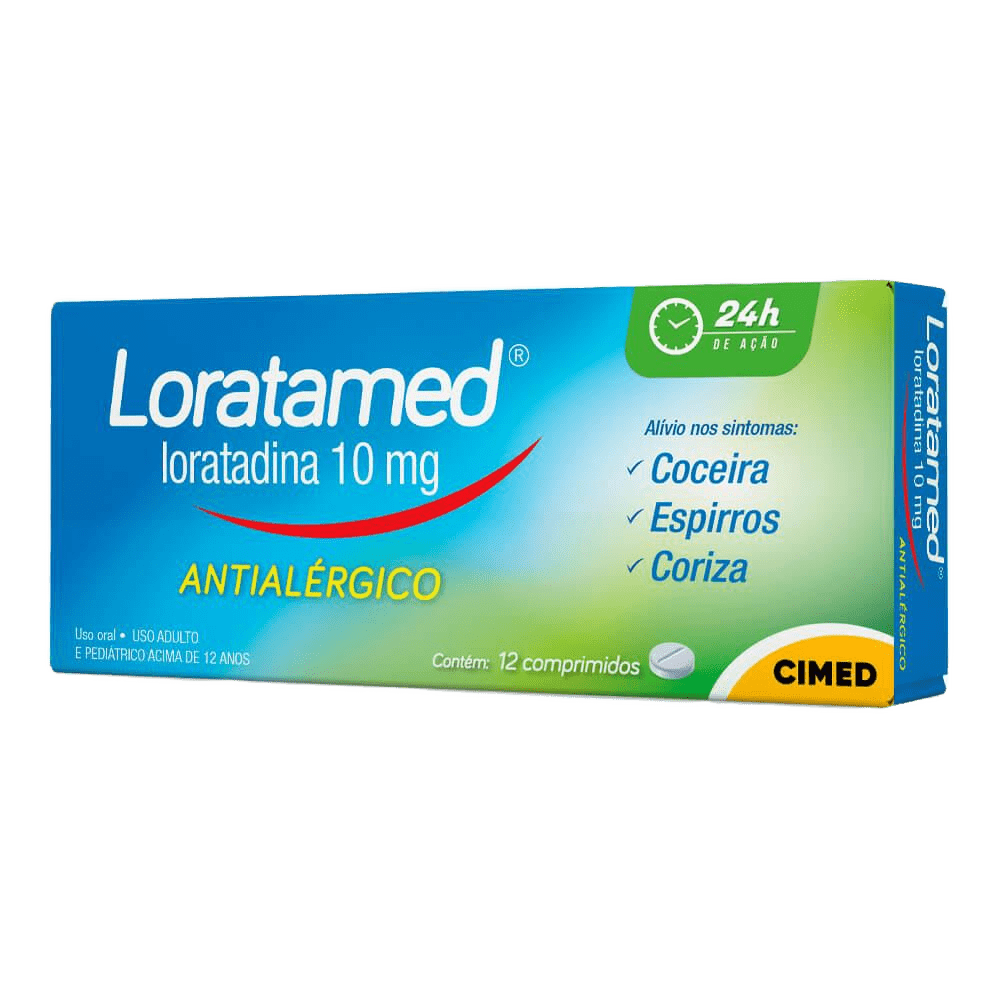 Loratamed®
loratadina 10 mg
ANTIALÉRGICO
Uso oral • USO ADULTO
E PEDIÁTRICO ACIMA DE 12 ANOS
Contém: 12 comprimidos
24h
DE AÇÃO
Alívio nos sintomas:
✓ Coceira
✓ Espirros
✓ Coriza
CIMED
Loratamed®
loratadina 10 mg
ANTIALÉRGICO